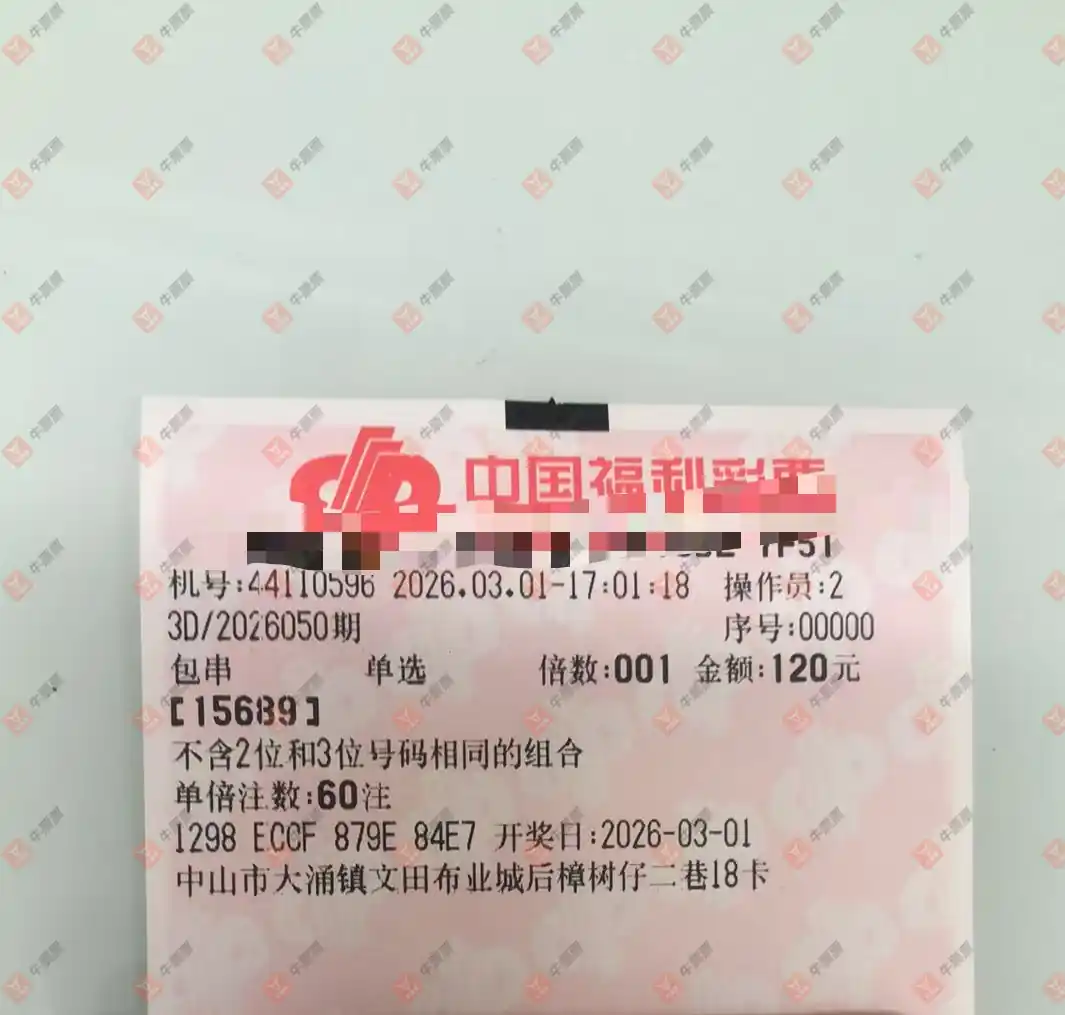 中国福利彩票
机号:44110596 2026.03.01-17:01:18 操作员:2
3D/2026050期 序号:00000
包串 单选 倍数:001 金额:120元
[15689]
不含2位和3位号码相同的组合
单倍注数:60注
1298 ECCF 879E 84E7 开奖日:2026-03-01
中山市大涌镇文田布业城后樟树仔二巷18卡